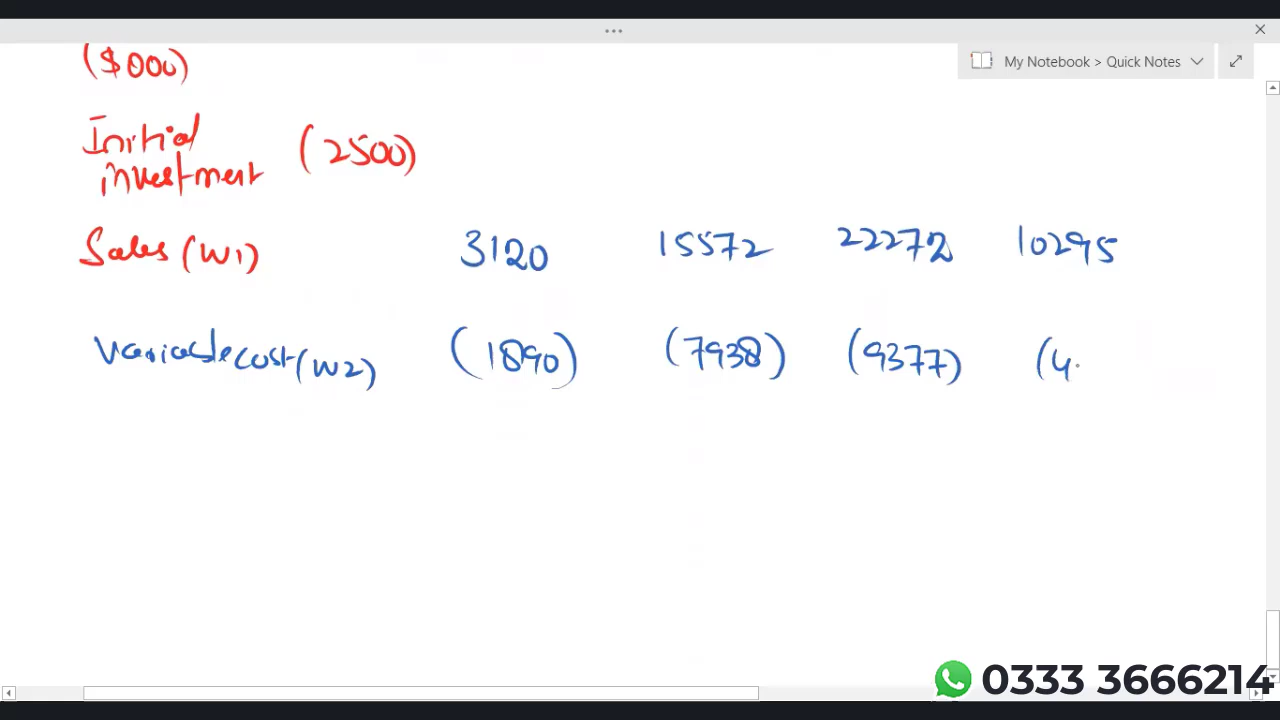 My Notebook > Quick Notes
($000)
Initial
investment (2500)
Sales (W1) 3120 15572 22272 10295
Variable cost (W2) (1890) (7938) (9377) (4
0333 3666214